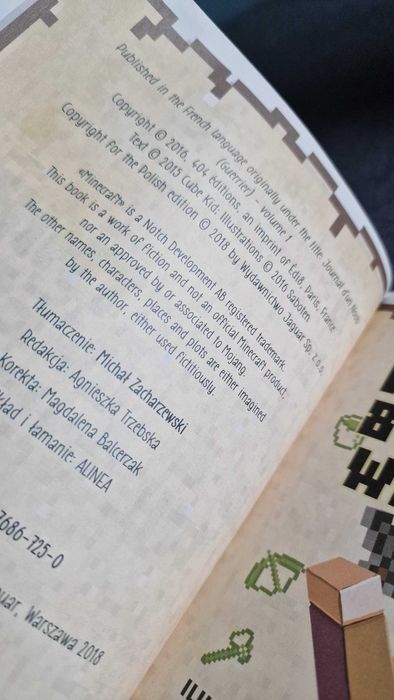 Published in the French language originally under the title: Journal d'un Noob
(Guerrier) - volume 1
Copyright © 2016, 404 éditions, an imprint of Édi8, Paris, France
Text © 2015 Cube Kid; Illustrations © 2016 Saboten
Copyright for the Polish edition © 2018 by Wydawnictwo Jaguar Sp. z o.o.
«Minecraft» is a Notch Development AB registered trademark.
This book is a work of fiction and not an official Minecraft product,
nor an approved by or associated to Mojang.
The other names, characters, places and plots are either imagined
by the author, either used fictitiously.
Tłumaczenie: Michał Zacharzewski
Redakcja: Agnieszka Trzebska
Korekta: Magdalena Balcerzak
kład i łamanie: ALINEA
7686-725-0
uar, Warszawa 2018